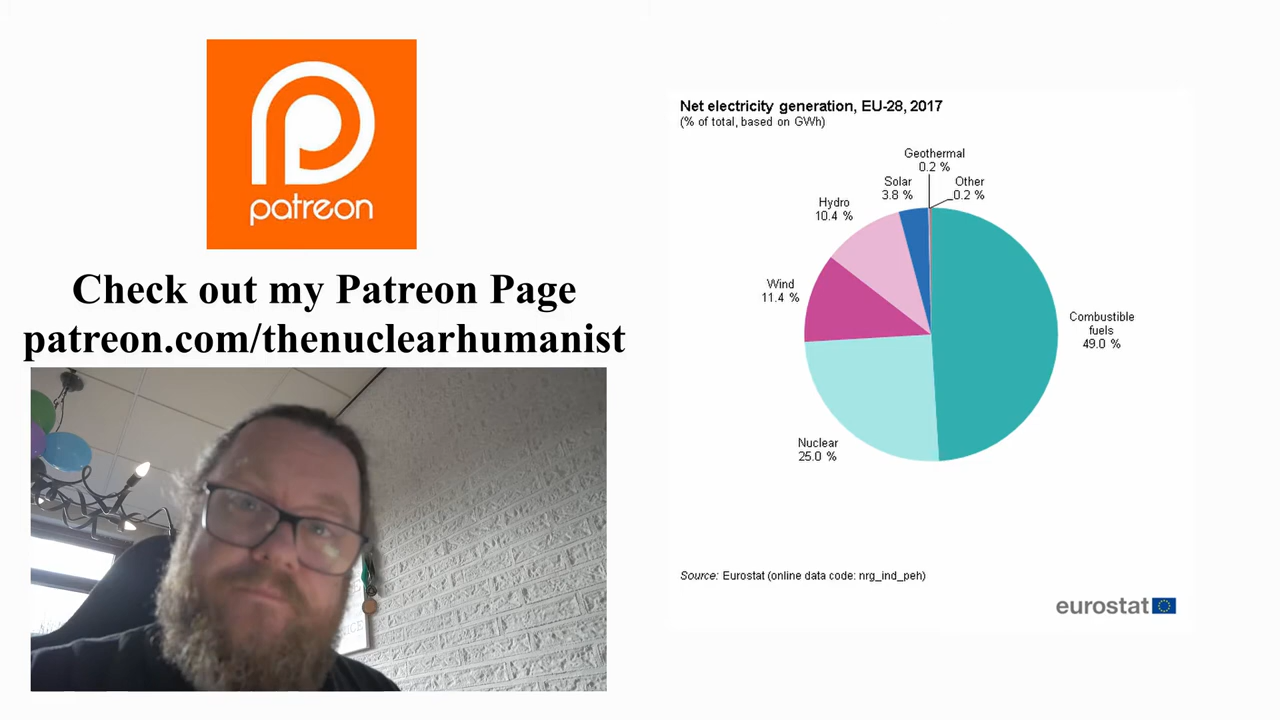 patreon
Check out my Patreon Page
patreon.com/thenuclearhumanist
Net electricity generation, EU-28, 2017
(% of total, based on GWh)
Geothermal
0.2 %
Solar
3.8 %
Other
0.2 %
Hydro
10.4 %
Wind
11.4 %
Combustible
fuels
49.0 %
Nuclear
25.0 %
Source: Eurostat (online data code: nrg_ind_peh)
eurostat